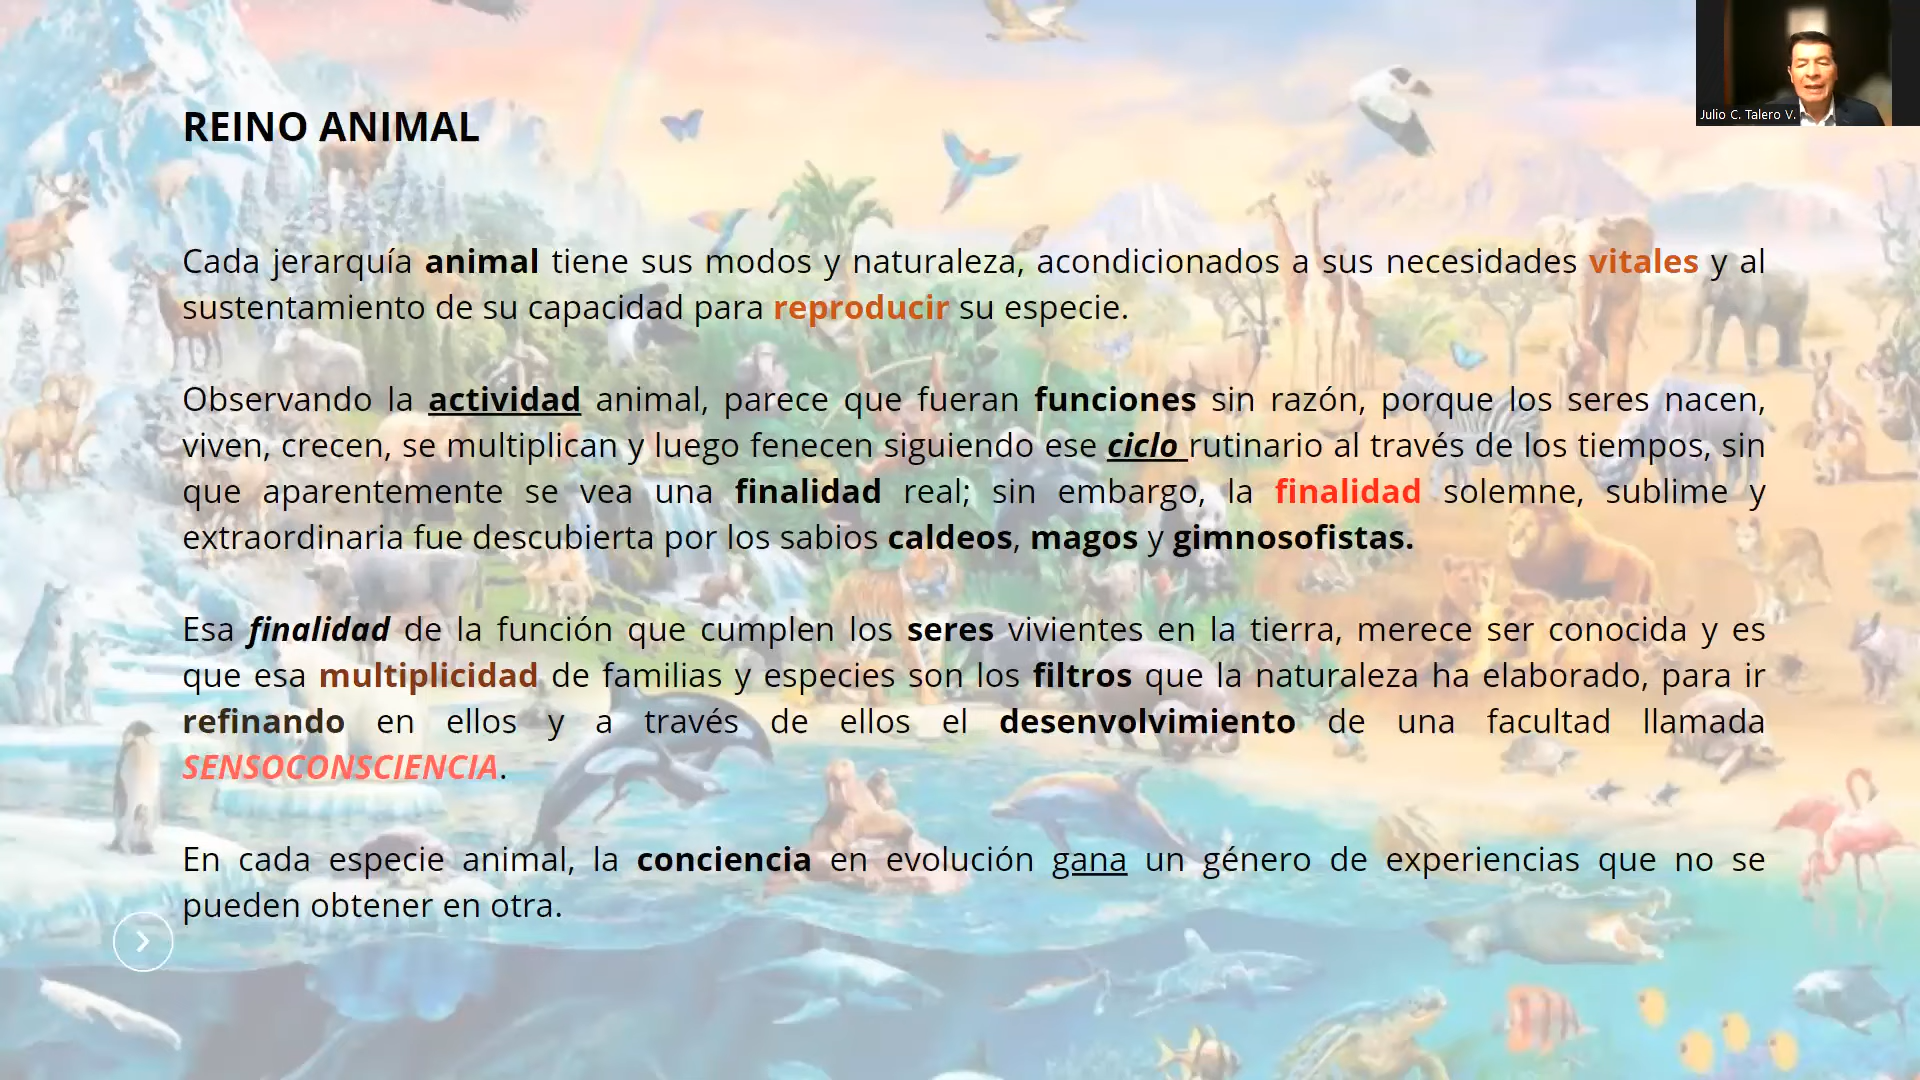 Julio C. Talero V.
REINO ANIMAL
Cada jerarquía animal tiene sus modos y naturaleza, acondicionados a sus necesidades vitales y al
sustentamiento de su capacidad para reproducir su especie.
Observando la actividad animal, parece que fueran funciones sin razón, porque los seres nacen,
viven, crecen, se multiplican y luego fenecen siguiendo ese ciclo rutinario al través de los tiempos, sin
que aparentemente se vea una finalidad real; sin embargo, la finalidad solemne, sublime y
extraordinaria fue descubierta por los sabios caldeos, magos y gimnosofistas.
Esa finalidad de la función que cumplen los seres vivientes en la tierra, merece ser conocida y es
que esa multiplicidad de familias y especies son los filtros que la naturaleza ha elaborado, para ir
refinando en ellos y a través de ellos el desenvolvimiento de una facultad llamada
SENSOCONSCIENCIA.
En cada especie animal, la conciencia en evolución gana un género de experiencias que no se
pueden obtener en otra.